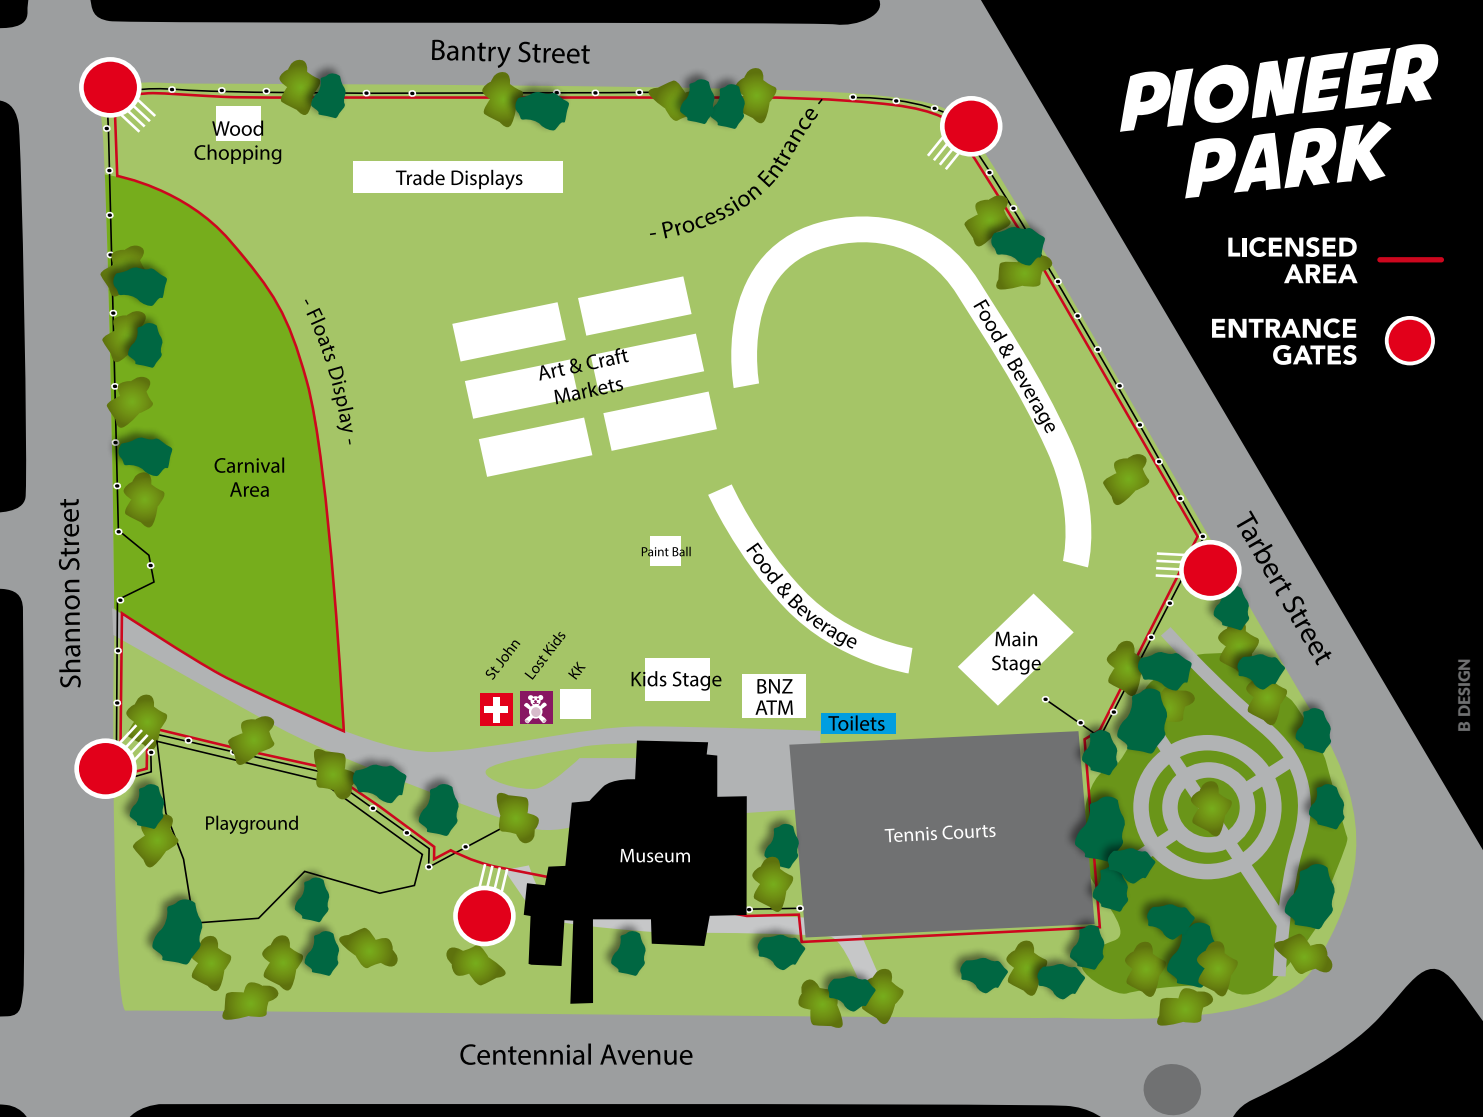 Bantry Street
PIONEER
PARK
LICENSED
AREA
ENTRANCE
GATES
Wood
Chopping
Trade Displays
- Procession Entrance -
- Floats Display -
Art & Craft
Markets
Food & Beverage
Carnival
Area
Shannon Street
Tarbert Street
Paint Ball
Food & Beverage
Main
Stage
St John
Lost Kids
KK
Kids Stage
BNZ
ATM
Toilets
B DESIGN
Playground
Museum
Tennis Courts
Centennial Avenue